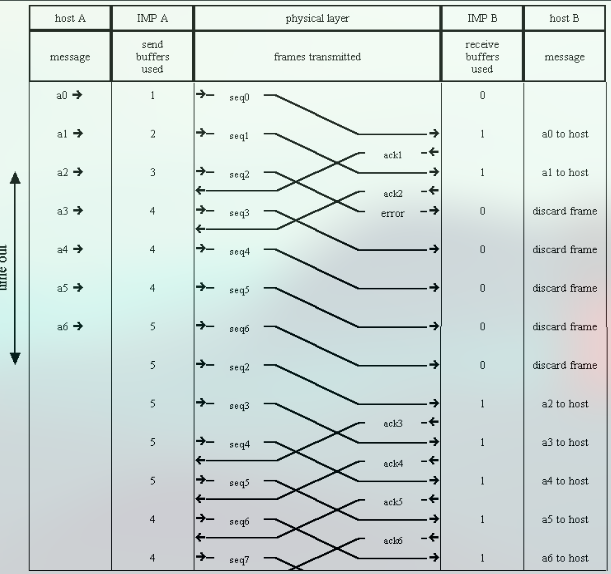 host A IMP A physical layer IMP B host B
message send buffers used frames transmitted receive buffers used message
a0 1 seq0 0
a1 2 seq1 1 a0 to host
ack1
a2 3 seq2 1 a1 to host
ack2
a3 4 seq3 error 0 discard frame
a4 4 seq4 0 discard frame
a5 4 seq5 0 discard frame
a6 5 seq6 0 discard frame
5 seq2 0 discard frame
5 seq3 1 a2 to host
ack3
5 seq4 1 a3 to host
ack4
5 seq5 1 a4 to host
ack5
4 seq6 1 a5 to host
ack6
4 seq7 1 a6 to host
time out